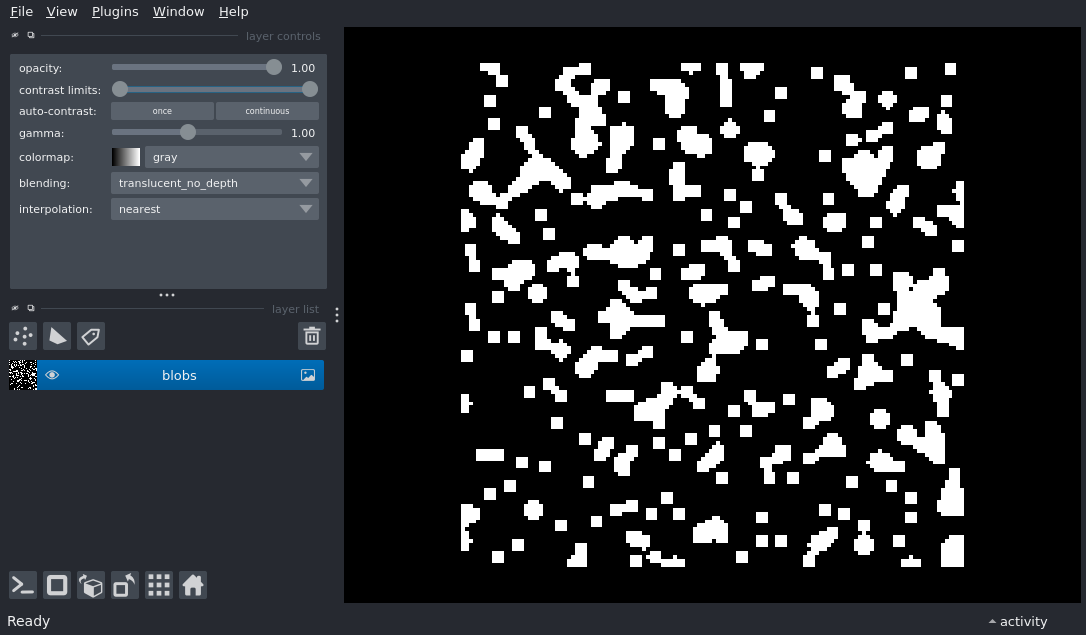 File View Plugins Window Help
layer controls
opacity: 1.00
contrast limits:
auto-contrast: once continuous
gamma: 1.00
colormap: gray
blending: translucent_no_depth
interpolation: nearest
layer list
blobs
Ready activity